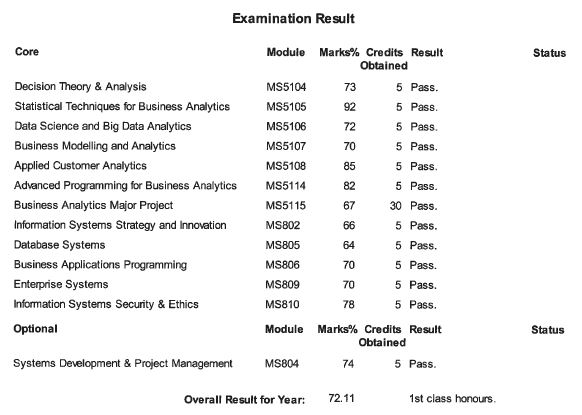 Examination Result
Core Module Marks% Credits Obtained Result Status
Decision Theory & Analysis MS5104 73 5 Pass.
Statistical Techniques for Business Analytics MS5105 92 5 Pass.
Data Science and Big Data Analytics MS5106 72 5 Pass.
Business Modelling and Analytics MS5107 70 5 Pass.
Applied Customer Analytics MS5108 85 5 Pass.
Advanced Programming for Business Analytics MS5114 82 5 Pass.
Business Analytics Major Project MS5115 67 30 Pass.
Information Systems Strategy and Innovation MS802 66 5 Pass.
Database Systems MS805 64 5 Pass.
Business Applications Programming MS806 70 5 Pass.
Enterprise Systems MS809 70 5 Pass.
Information Systems Security & Ethics MS810 78 5 Pass.
Optional Module Marks% Credits Obtained Result Status
Systems Development & Project Management MS804 74 5 Pass.
Overall Result for Year: 72.11 1st class honours.